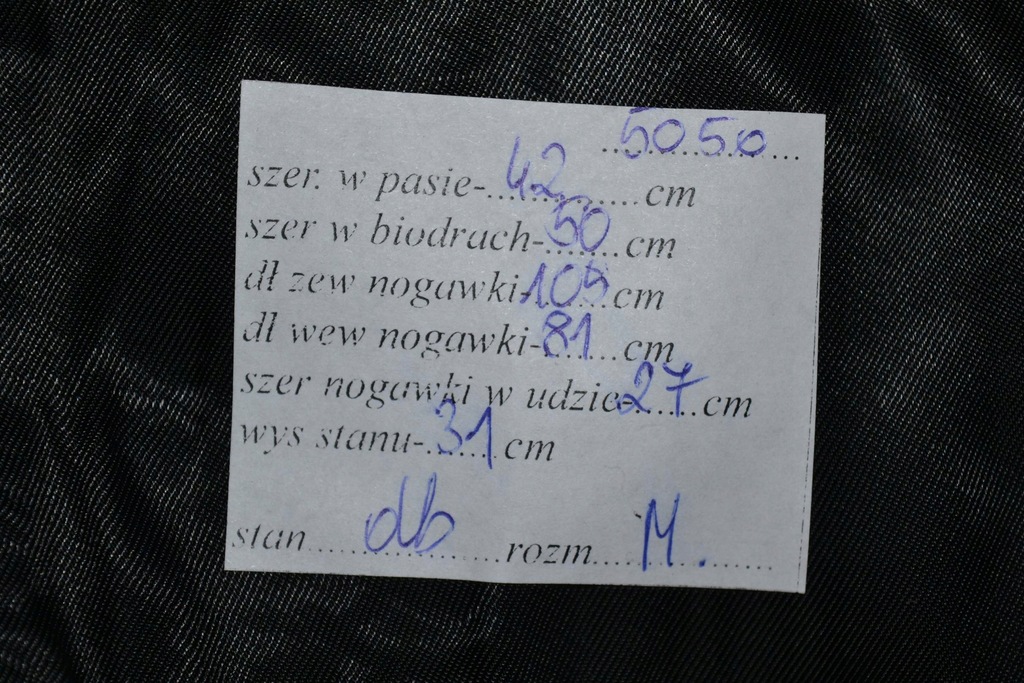 5050
szer. w pasie-42cm
szer w biodrach-50cm
dł zew nogawki-105cm
dł wew nogawki-81cm
szer nogawki w udzie-27cm
wys stanu-31cm
stan db rozm M.